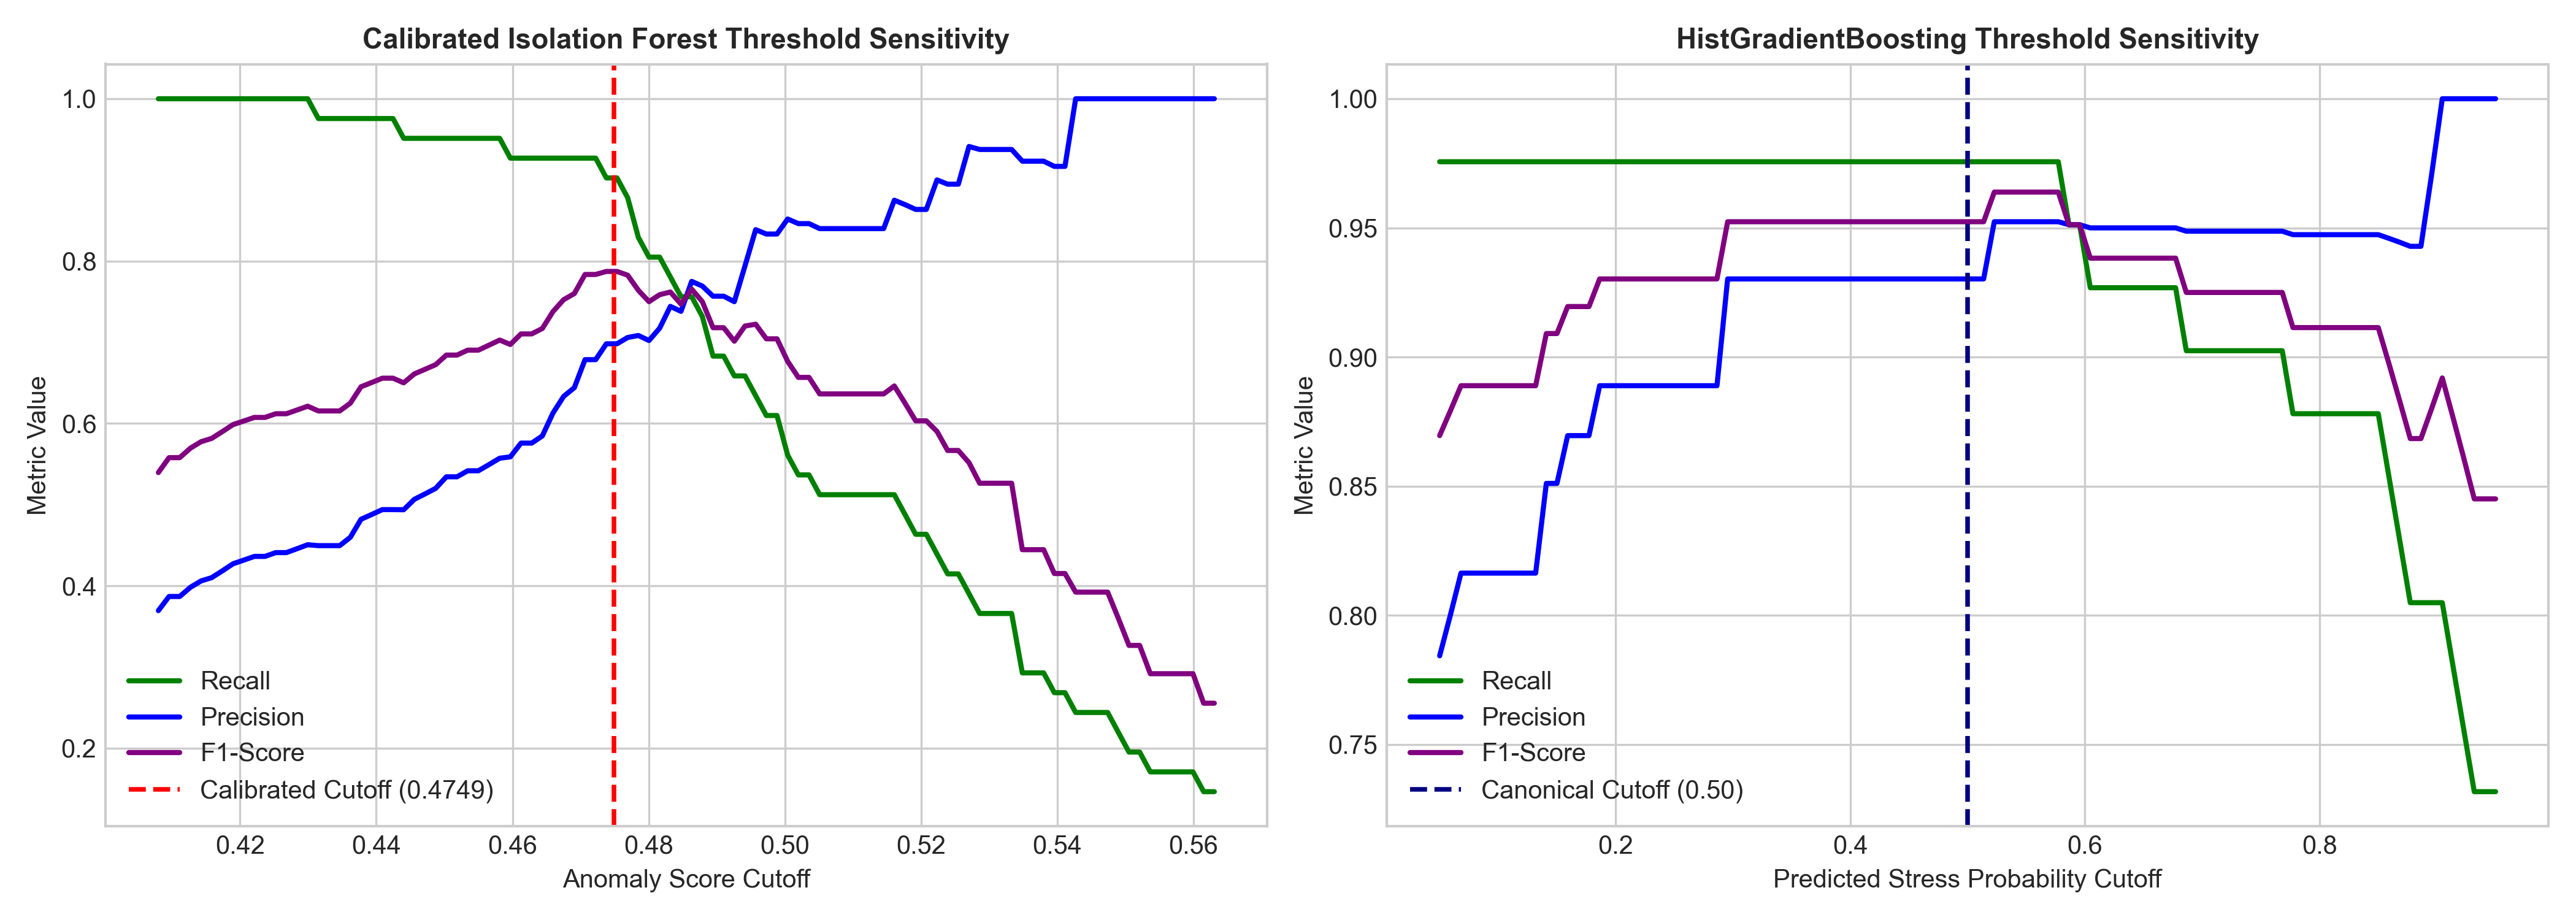 Calibrated Isolation Forest Threshold Sensitivity
Metric Value
1.0
0.8
0.6
0.4
0.2
Recall
Precision
F1-Score
Calibrated Cutoff (0.4749)
0.42 0.44 0.46 0.48 0.50 0.52 0.54 0.56
Anomaly Score Cutoff
HistGradientBoosting Threshold Sensitivity
Metric Value
1.00
0.95
0.90
0.85
0.80
0.75
Recall
Precision
F1-Score
Canonical Cutoff (0.50)
0.2 0.4 0.6 0.8
Predicted Stress Probability Cutoff